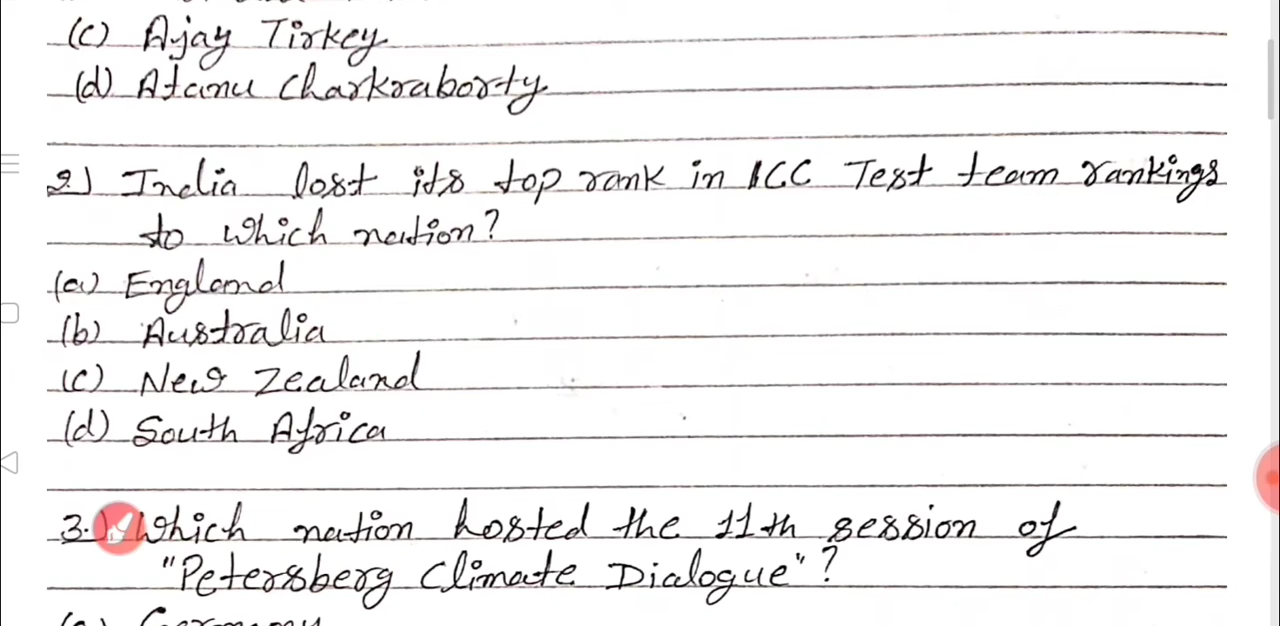 (c) Ajay Tirkey
(d) Atanu Charkraborty
2) India lost its top rank in ICC Test team rankings
to which nation?
(a) England
(b) Australia
(c) New Zealand
(d) South Africa
3.) Which nation hosted the 11th session of
"Petersberg Climate Dialogue"?
(a) Germany